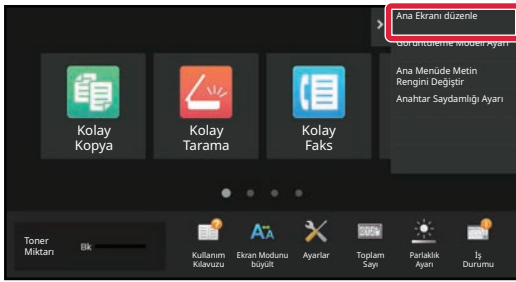 Ana Ekranı düzenle
Görüntüleme Modeli Ayarı
Ana Menüde Metin
Rengini Değiştir
Anahtar Saydamlığı Ayarı
Kolay
Kopya
Kolay
Tarama
Kolay
Faks
Toner
Miktarı
Bk
Kullanım
Kılavuzu
Ekran Modunu
büyült
Ayarlar
Toplam
Sayı
Parlaklık
Ayarı
İş
Durumu